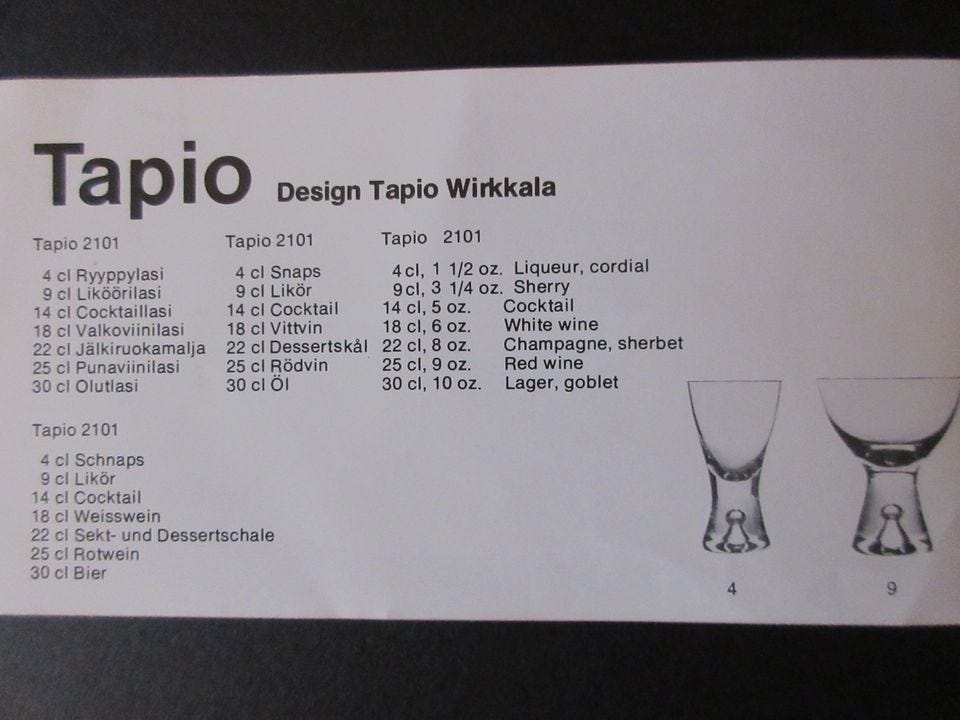 Tapio Design Tapio Wirkkala
Tapio 2101
4 cl Ryyppylasi
9 cl Liköörilasi
14 cl Cocktaillasi
18 cl Valkoviinilasi
22 cl Jälkiruokamalja
25 cl Punaviinilasi
30 cl Olutlasi
Tapio 2101
4 cl Snaps
9 cl Likör
14 cl Cocktail
18 cl Vittvin
22 cl Dessertskål
25 cl Rödvin
30 cl Öl
Tapio 2101
4 cl, 1 1/2 oz. Liqueur, cordial
9 cl, 3 1/4 oz. Sherry
14 cl, 5 oz. Cocktail
18 cl, 6 oz. White wine
22 cl, 8 oz. Champagne, sherbet
25 cl, 9 oz. Red wine
30 cl, 10 oz. Lager, goblet
Tapio 2101
4 cl Schnaps
9 cl Likör
14 cl Cocktail
18 cl Weisswein
22 cl Sekt- und Dessertschale
25 cl Rotwein
30 cl Bier
4
9